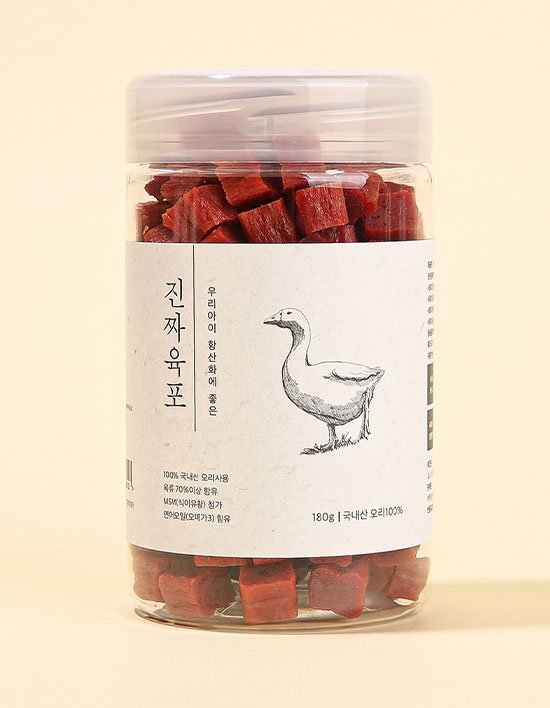 진짜육포
우리아이 항산화에 좋은
100% 국내산 오리사용
육류 70%이상 함유
MSM(식이유황) 첨가
연어오일(오메가3) 함유
180g | 국내산 오리100%